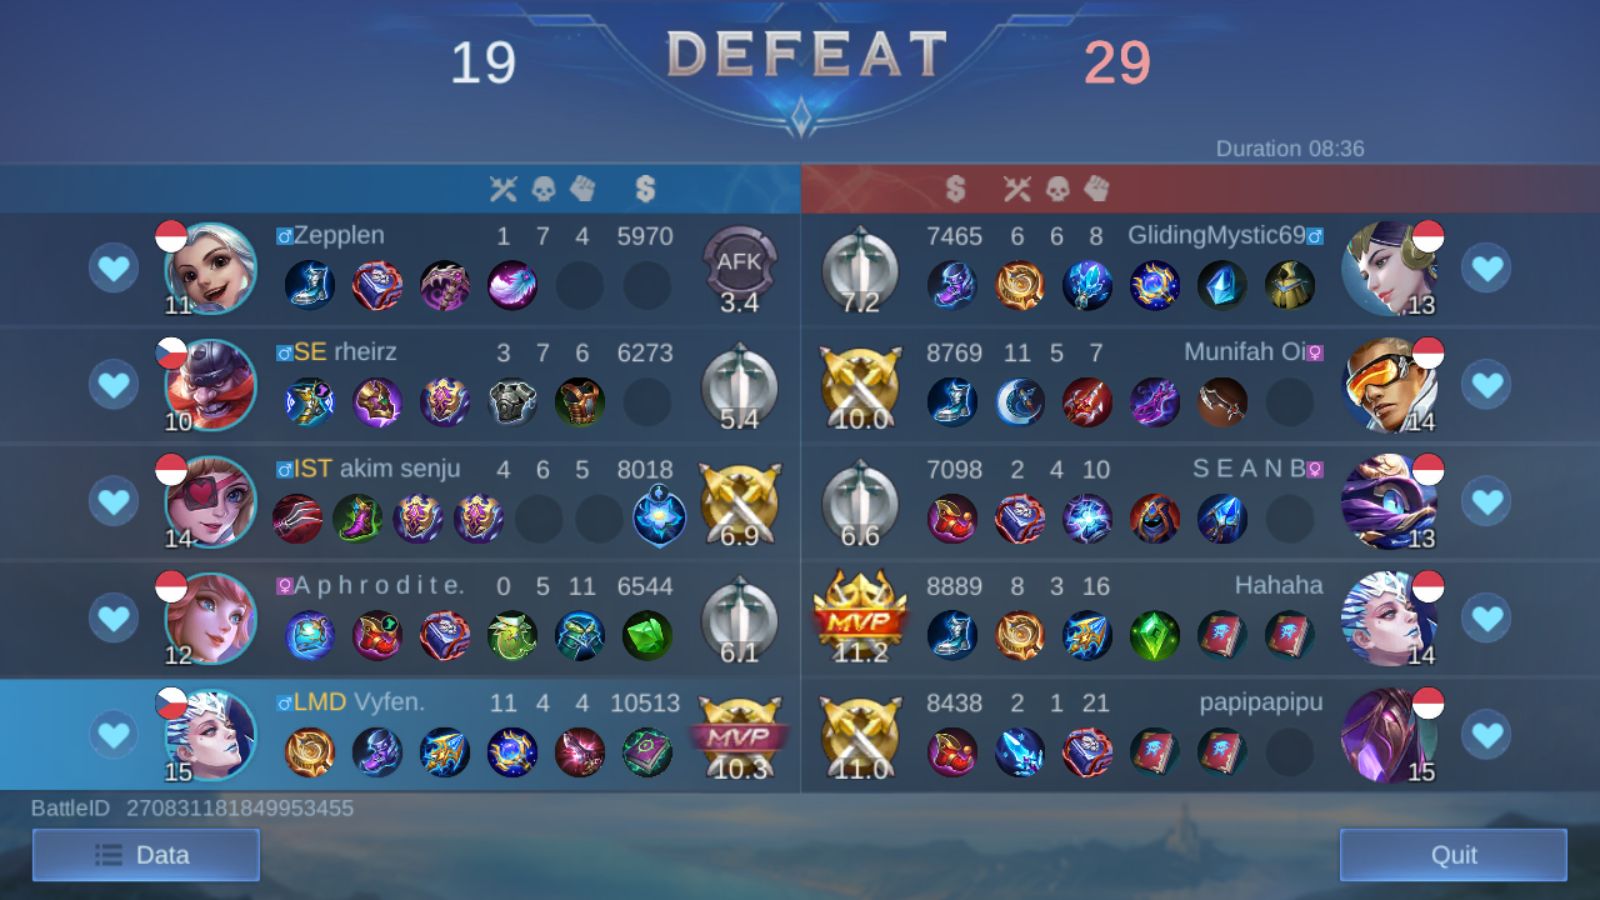 19 DEFEAT 29
Duration 08:36
Zepplen 1 7 4 5970
AFK
11 3.4
7465 6 6 8 GlidingMystic69
7.2 13
SE rheirz 3 7 6 6273
10 5.4
8769 11 5 7 Munifah Oi
10.0 14
IST akim senju 4 6 5 8018
14 6.9
7098 2 4 10 S E A N B
6.6 13
A p h r o d i t e . 0 5 11 6544
12 6.1
8889 8 3 16 Hahaha
MVP
11.2 14
LMD Vyfen. 11 4 4 10513
MVP
15 10.3
8438 2 1 21 papipapipu
11.0 15
BattleID 270831181849953455
Data
Quit